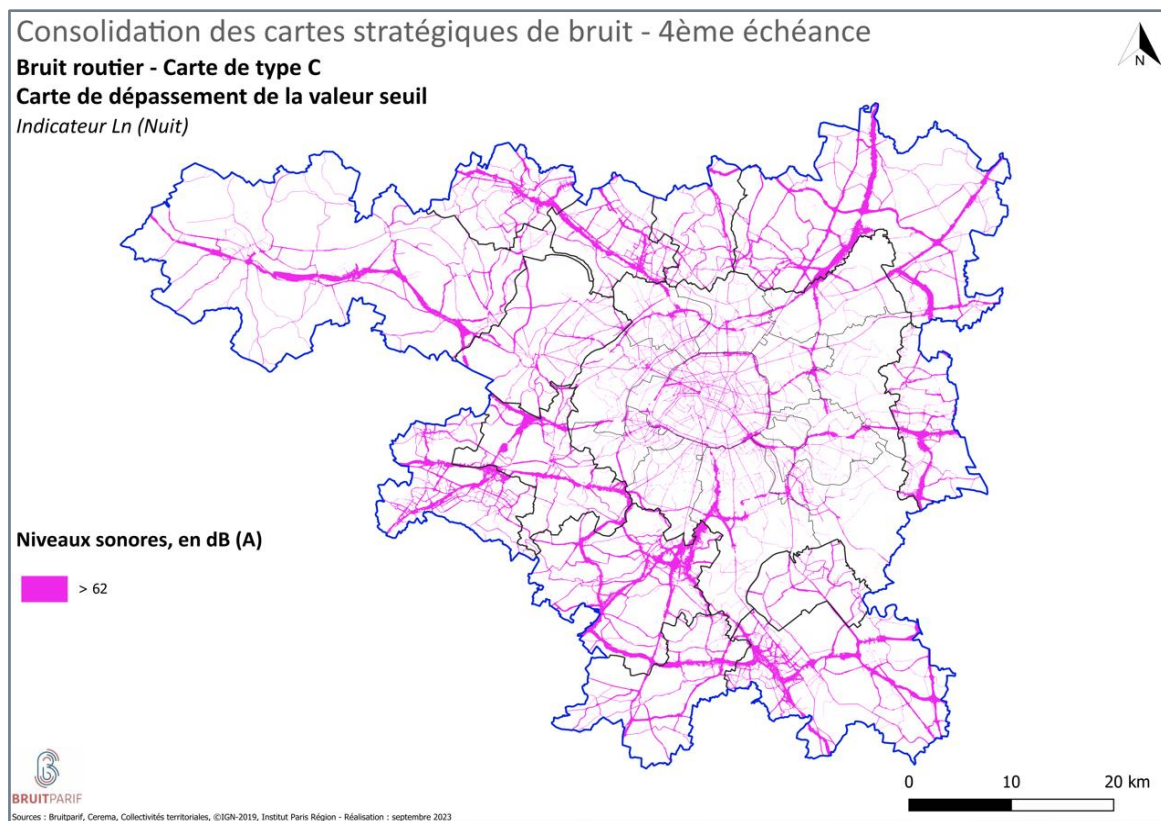 Consolidation des cartes stratégiques de bruit - 4ème échéance
Bruit routier - Carte de type C
Carte de dépassement de la valeur seuil
Indicateur Ln (Nuit)
N
Niveaux sonores, en dB (A)
> 62
BRUITPARIF
0 10 20 km
Sources : Bruitparif, Cerema, Collectivités territoriales, ©IGN-2019, Institut Paris Région - Réalisation : septembre 2023